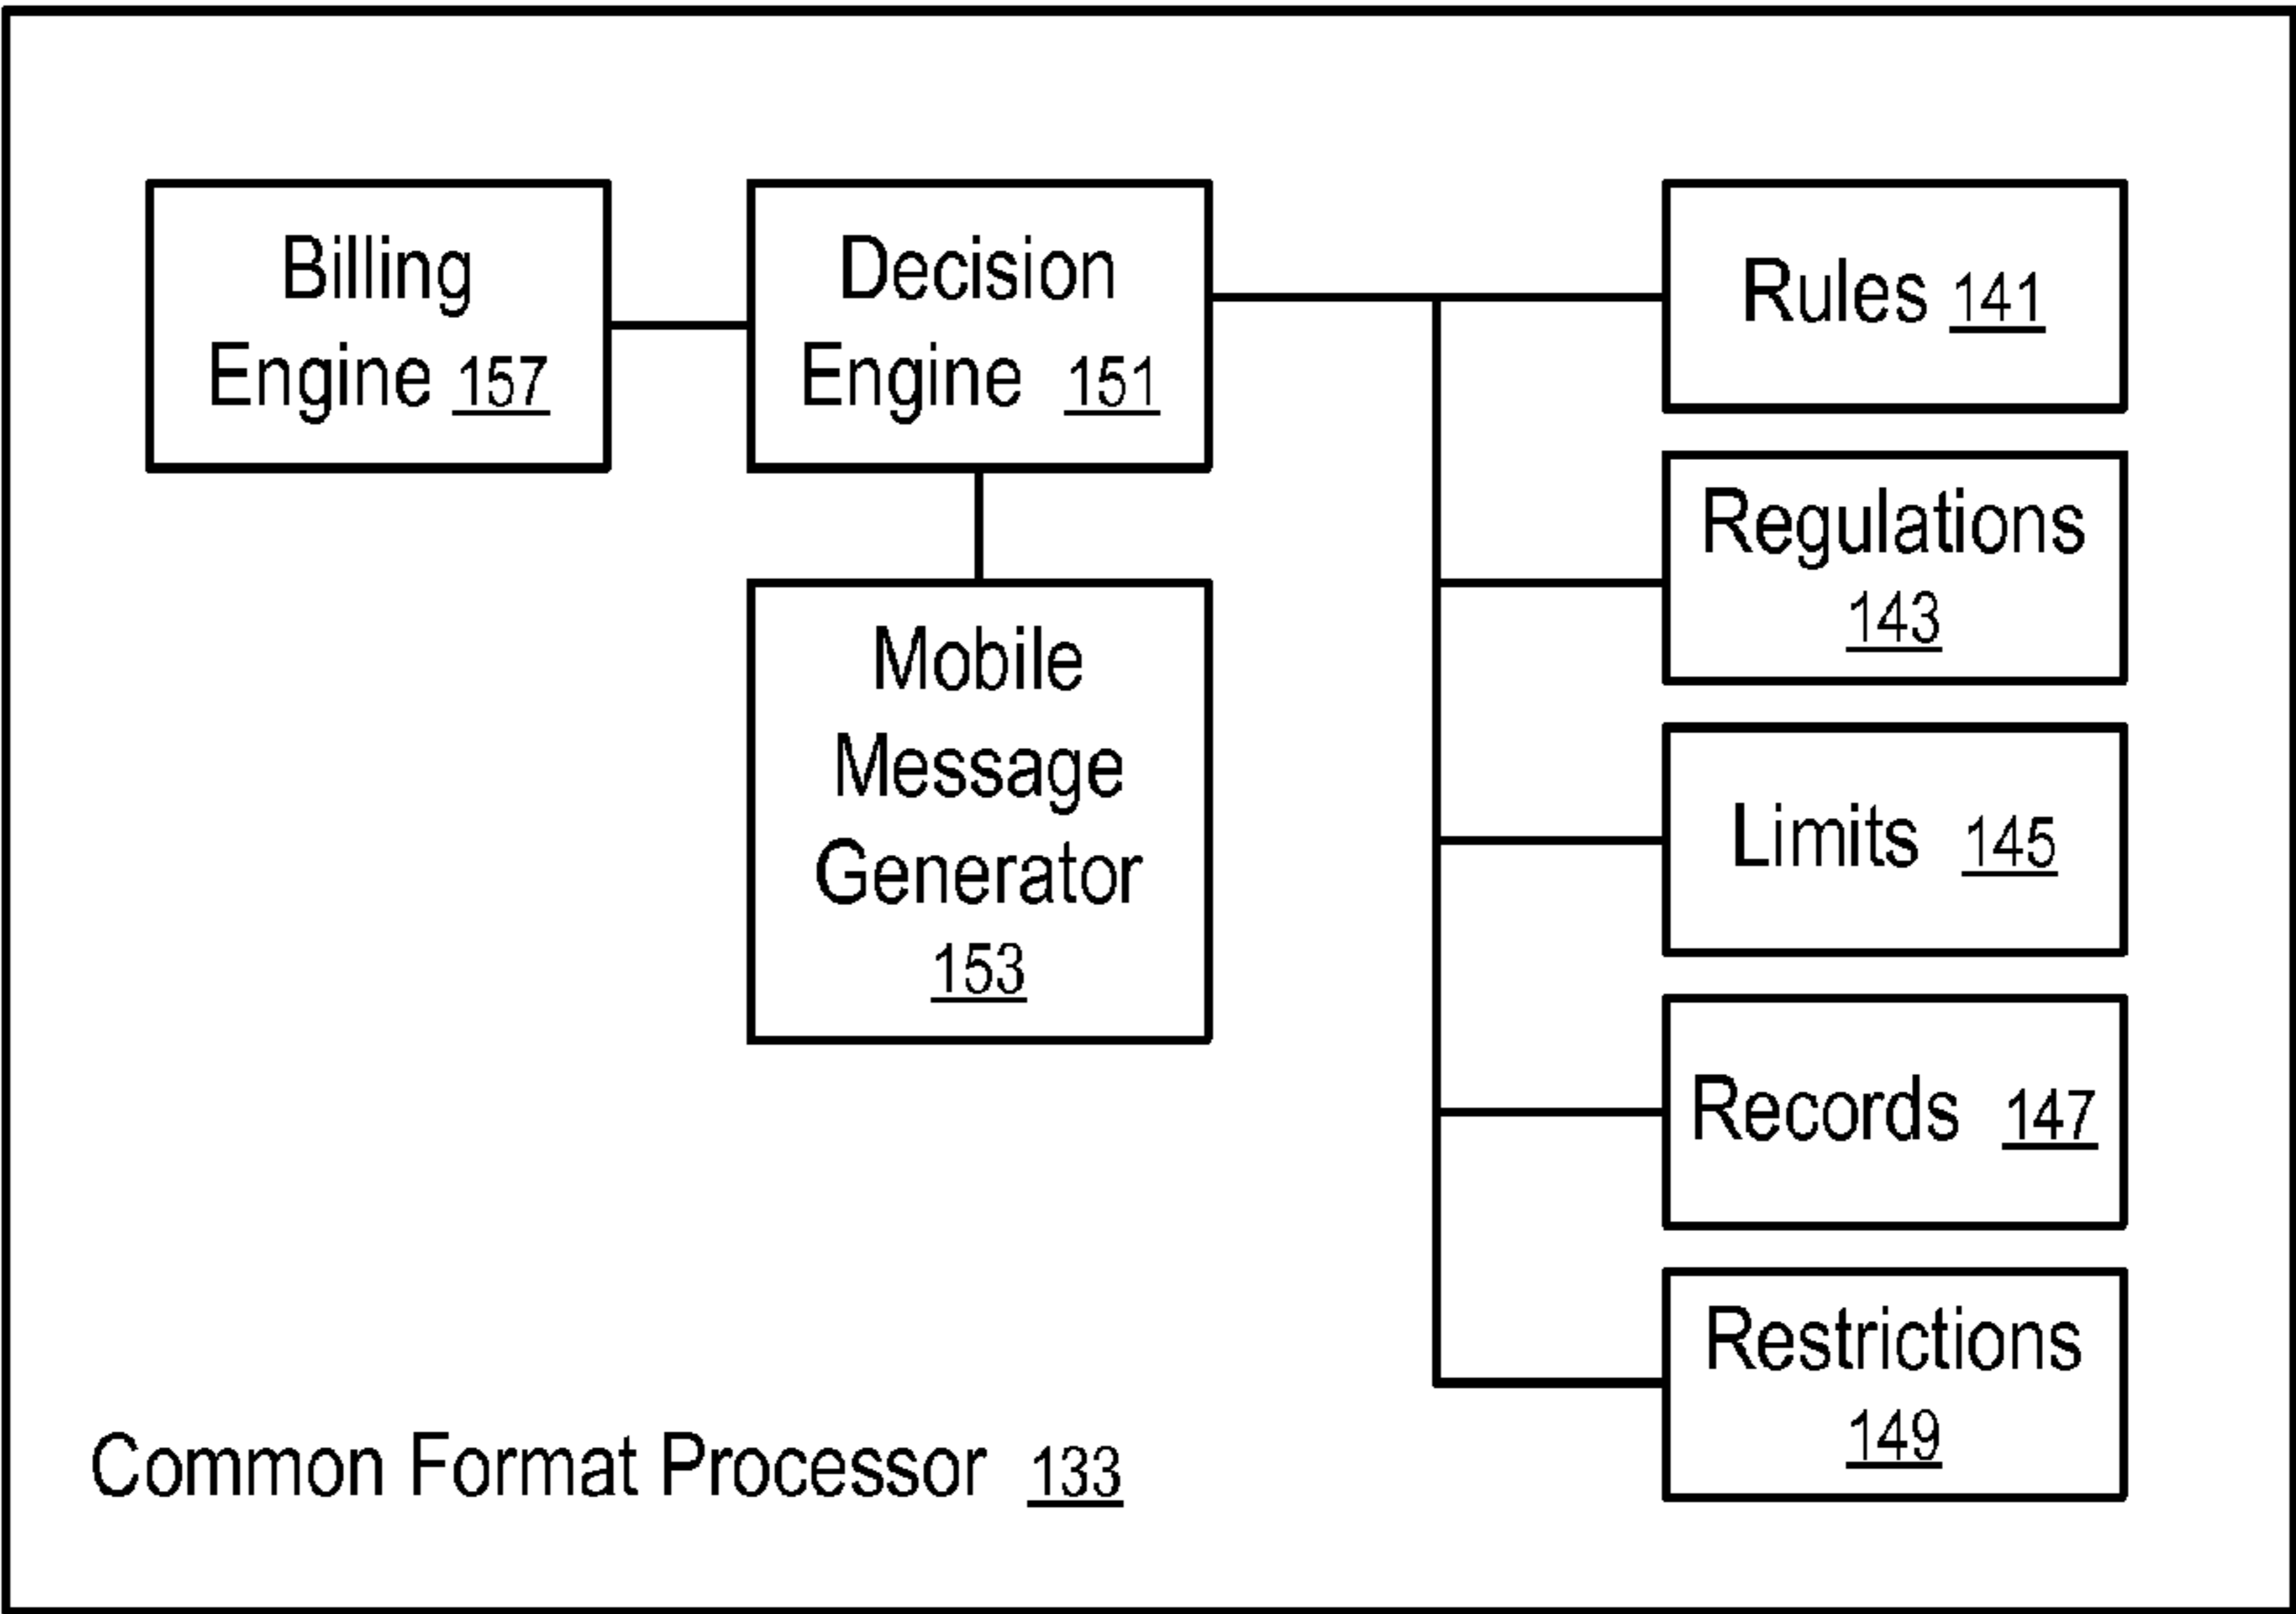 Billing
Engine 157
Decision
Engine 151
Mobile
Message
Generator
153
Rules 141
Regulations
143
Limits 145
Records 147
Restrictions
149
Common Format Processor 133